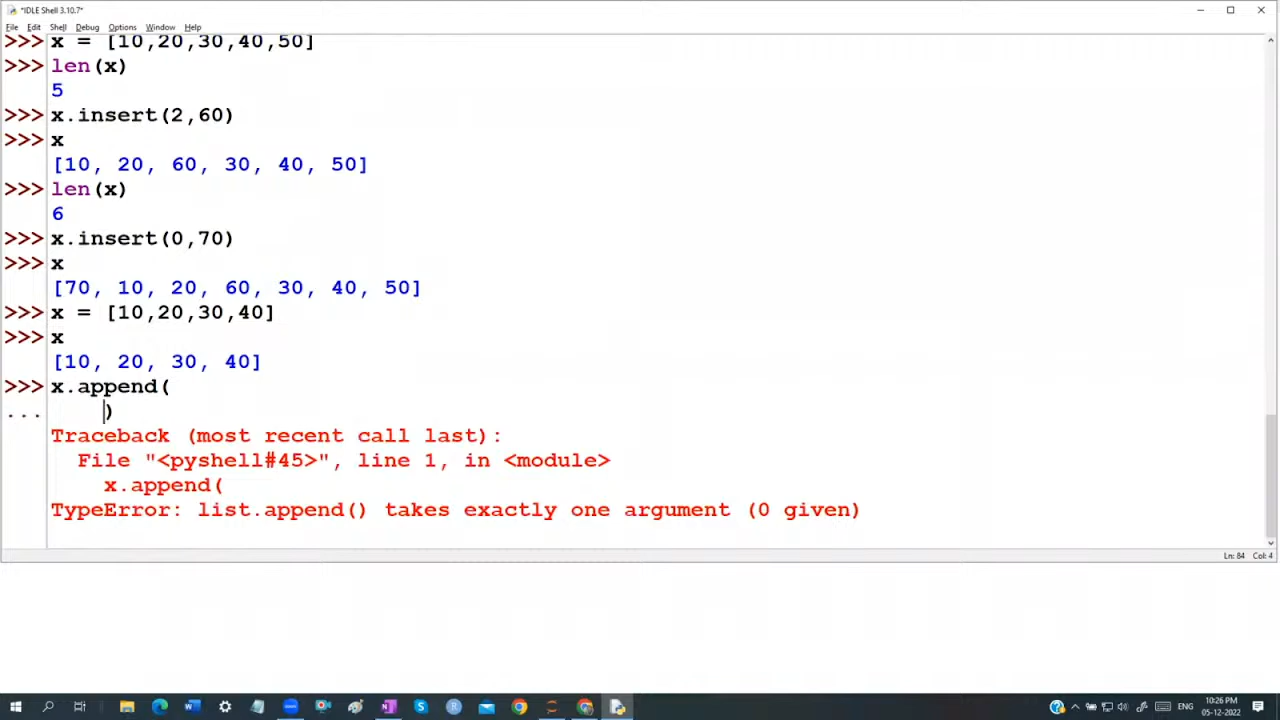 *IDLE Shell 3.10.7*
File Edit Shell Debug Options Window Help
>>> x = [10,20,30,40,50]
>>> len(x)
5
>>> x.insert(2,60)
>>> x
[10, 20, 60, 30, 40, 50]
>>> len(x)
6
>>> x.insert(0,70)
>>> x
[70, 10, 20, 60, 30, 40, 50]
>>> x = [10,20,30,40]
>>> x
[10, 20, 30, 40]
>>> x.append(
... )
Traceback (most recent call last):
File "<pyshell#45>", line 1, in <module>
x.append(
TypeError: list.append() takes exactly one argument (0 given)
Ln: 84 Col: 4
ENG
10:26 PM
05-12-2022